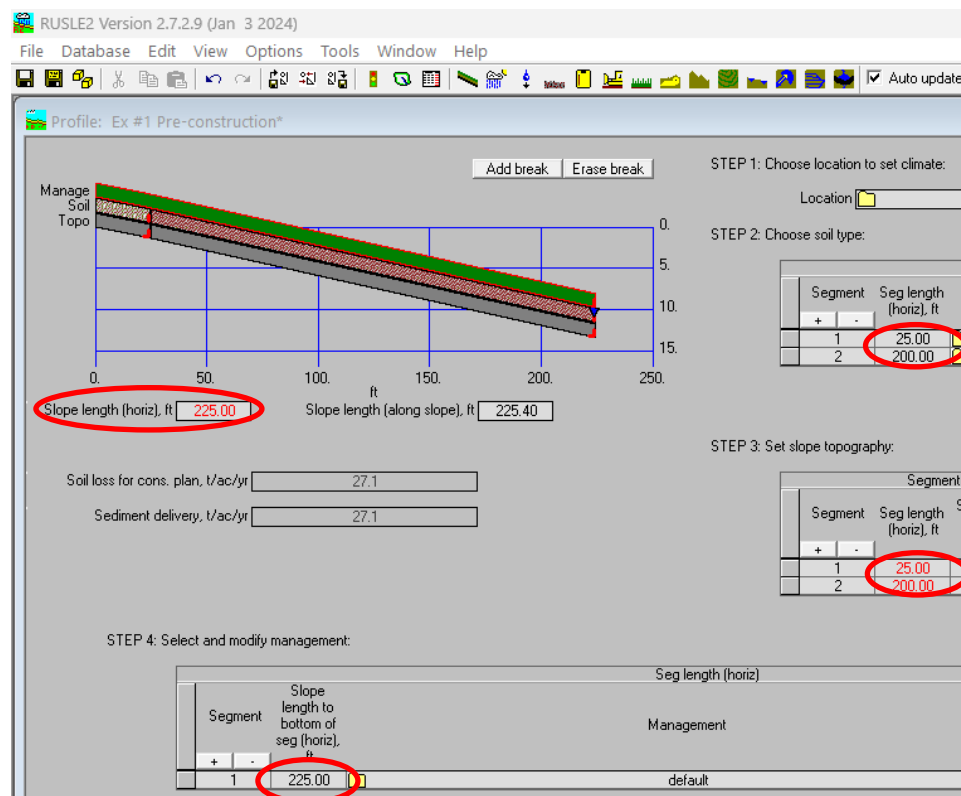 RUSLE2 Version 2.7.2.9 (Jan 3 2024)
File Database Edit View Options Tools Window Help
Auto update
Profile: Ex #1 Pre-construction*
Add break Erase break
STEP 1: Choose location to set climate:
Manage
Soil
Topo
Location
0.
5.
10.
15.
STEP 2: Choose soil type:
Segment Seg length (horiz), ft
+ -
1 25.00
2 200.00
0. 50. 100. 150. 200. 250.
ft
Slope length (horiz), ft 225.00 Slope length (along slope), ft 225.40
STEP 3: Set slope topography:
Soil loss for cons. plan, t/ac/yr 27.1
Sediment delivery, t/ac/yr 27.1
Segment
Segment Seg length (horiz), ft S
+ -
1 25.00
2 200.00
STEP 4: Select and modify management:
Seg length (horiz)
Segment Slope length to bottom of seg (horiz), ft Management
+ -
1 225.00 default